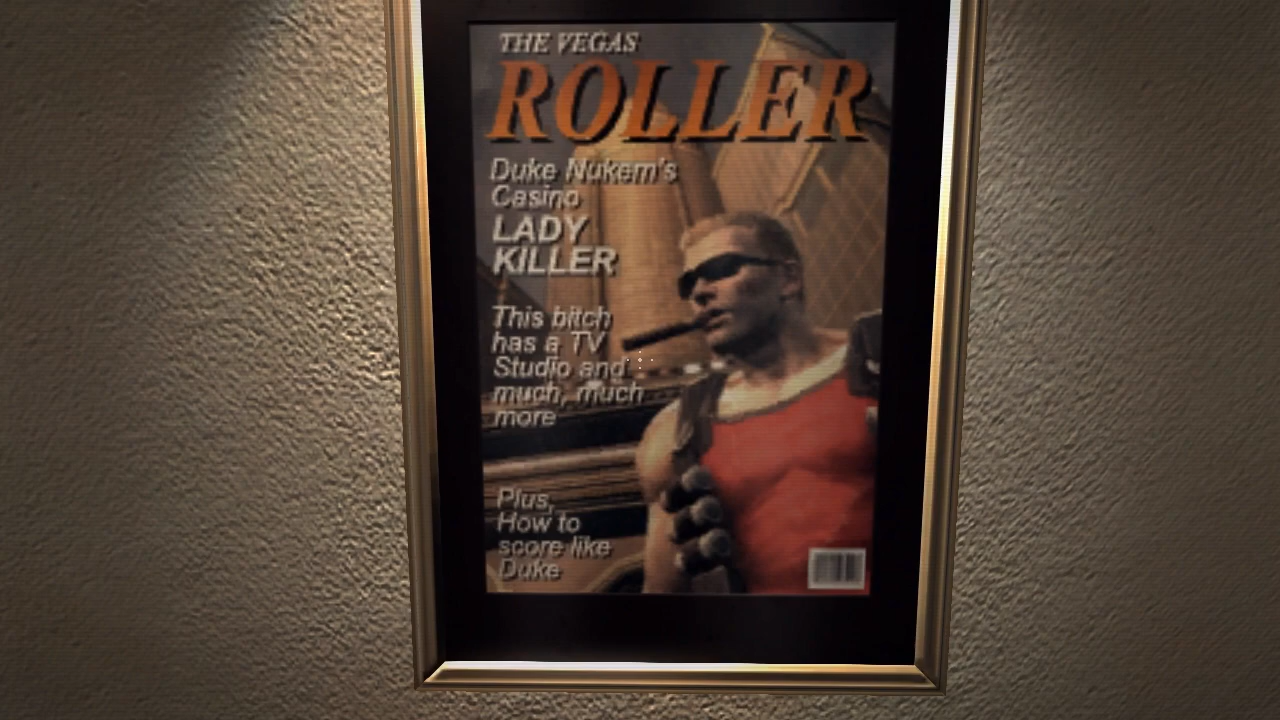 THE VEGAS
ROLLER
Duke Nukem's
Casino
LADY
KILLER
This bitch
has a TV
Studio and
much, much
more
Plus,
How to
score like
Duke